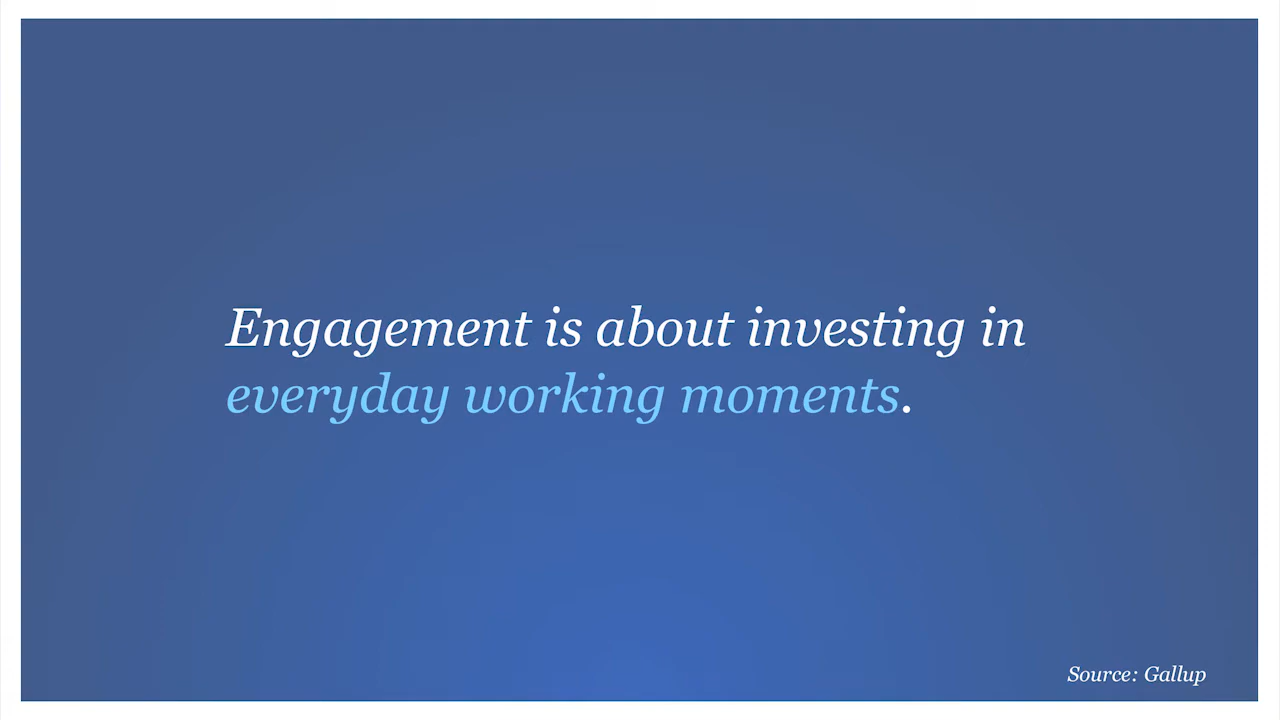 Engagement is about investing in
everyday working moments.
Source: Gallup